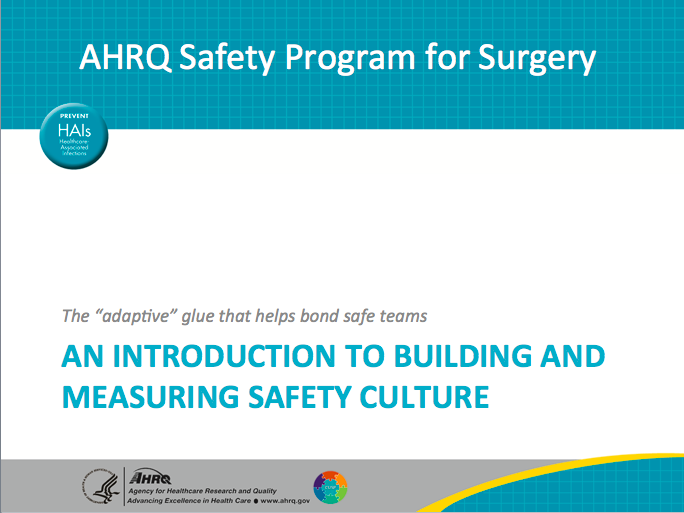 AHRQ Safety Program for Surgery
PREVENT
HAIs
Healthcare-
Associated
Infections
The “adaptive” glue that helps bond safe teams
AN INTRODUCTION TO BUILDING AND
MEASURING SAFETY CULTURE
AHRQ
Agency for Healthcare Research and Quality
Advancing Excellence in Health Care ● www.ahrq.gov